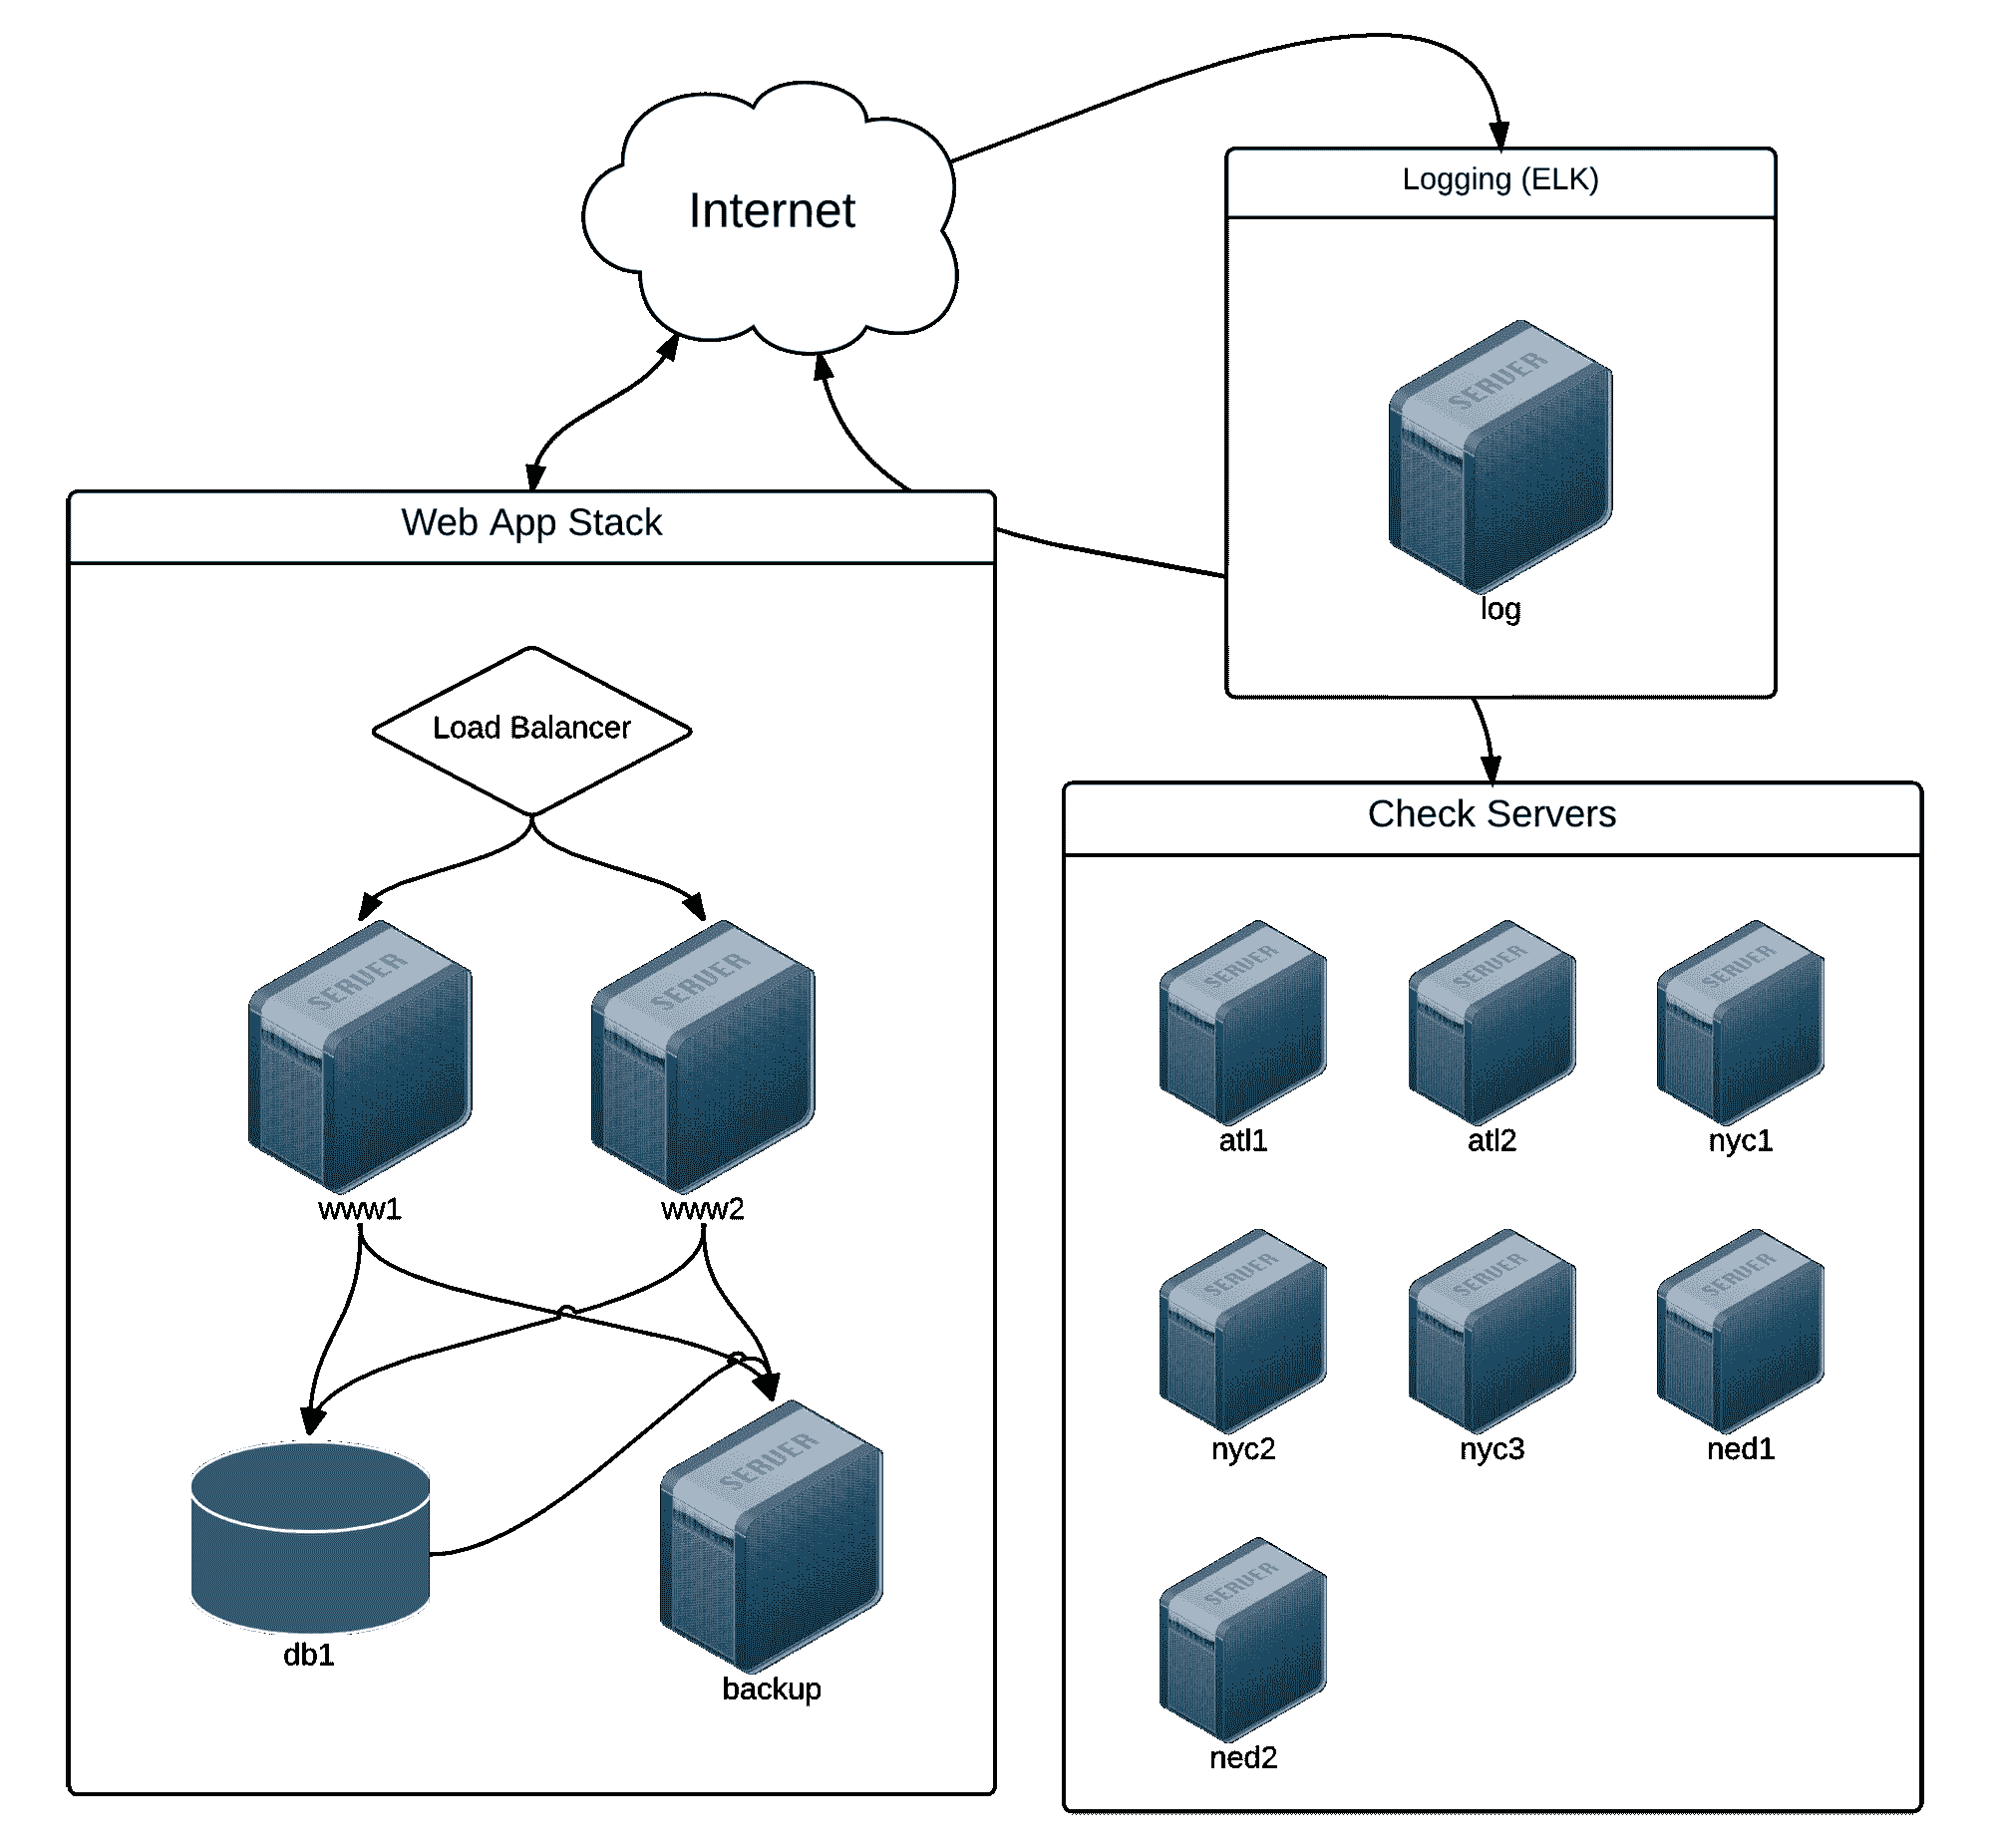 Internet
Logging (ELK)
SERVER
log
Web App Stack
Load Balancer
SERVER
SERVER
www1
www2
db1
SERVER
backup
Check Servers
SERVER
SERVER
SERVER
atl1
atl2
nyc1
SERVER
SERVER
SERVER
nyc2
nyc3
ned1
SERVER
ned2